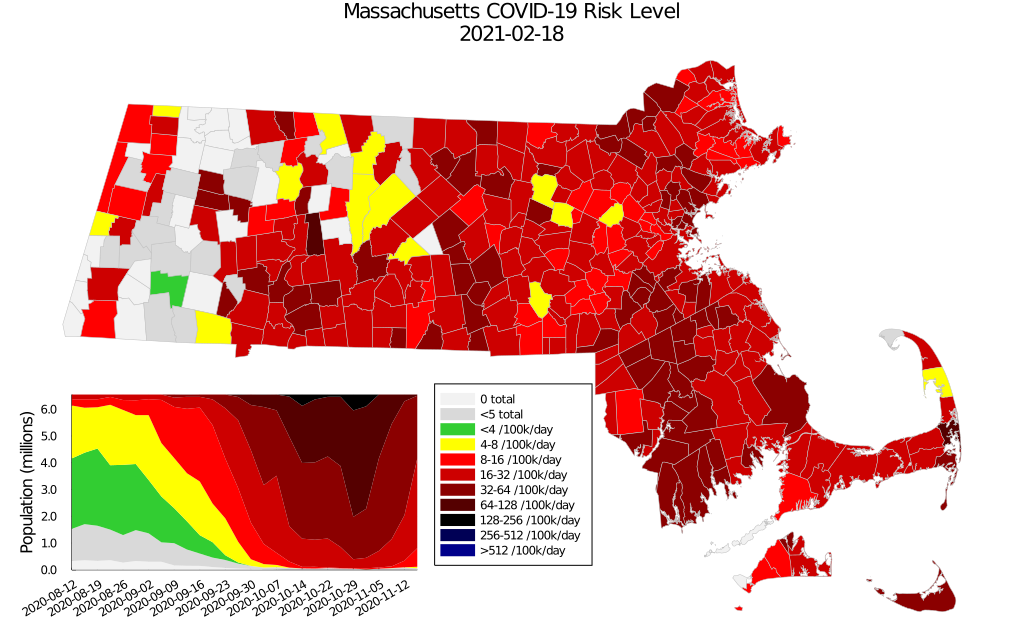 Massachusetts COVID-19 Risk Level
2021-02-18
Population (millions)
6.0
5.0
4.0
3.0
2.0
1.0
0.0
2020-08-12
2020-08-19
2020-08-26
2020-09-02
2020-09-09
2020-09-16
2020-09-23
2020-09-30
2020-10-07
2020-10-14
2020-10-22
2020-10-29
2020-11-05
2020-11-12
0 total
<5 total
<4 /100k/day
4-8 /100k/day
8-16 /100k/day
16-32 /100k/day
32-64 /100k/day
64-128 /100k/day
128-256 /100k/day
256-512 /100k/day
>512 /100k/day